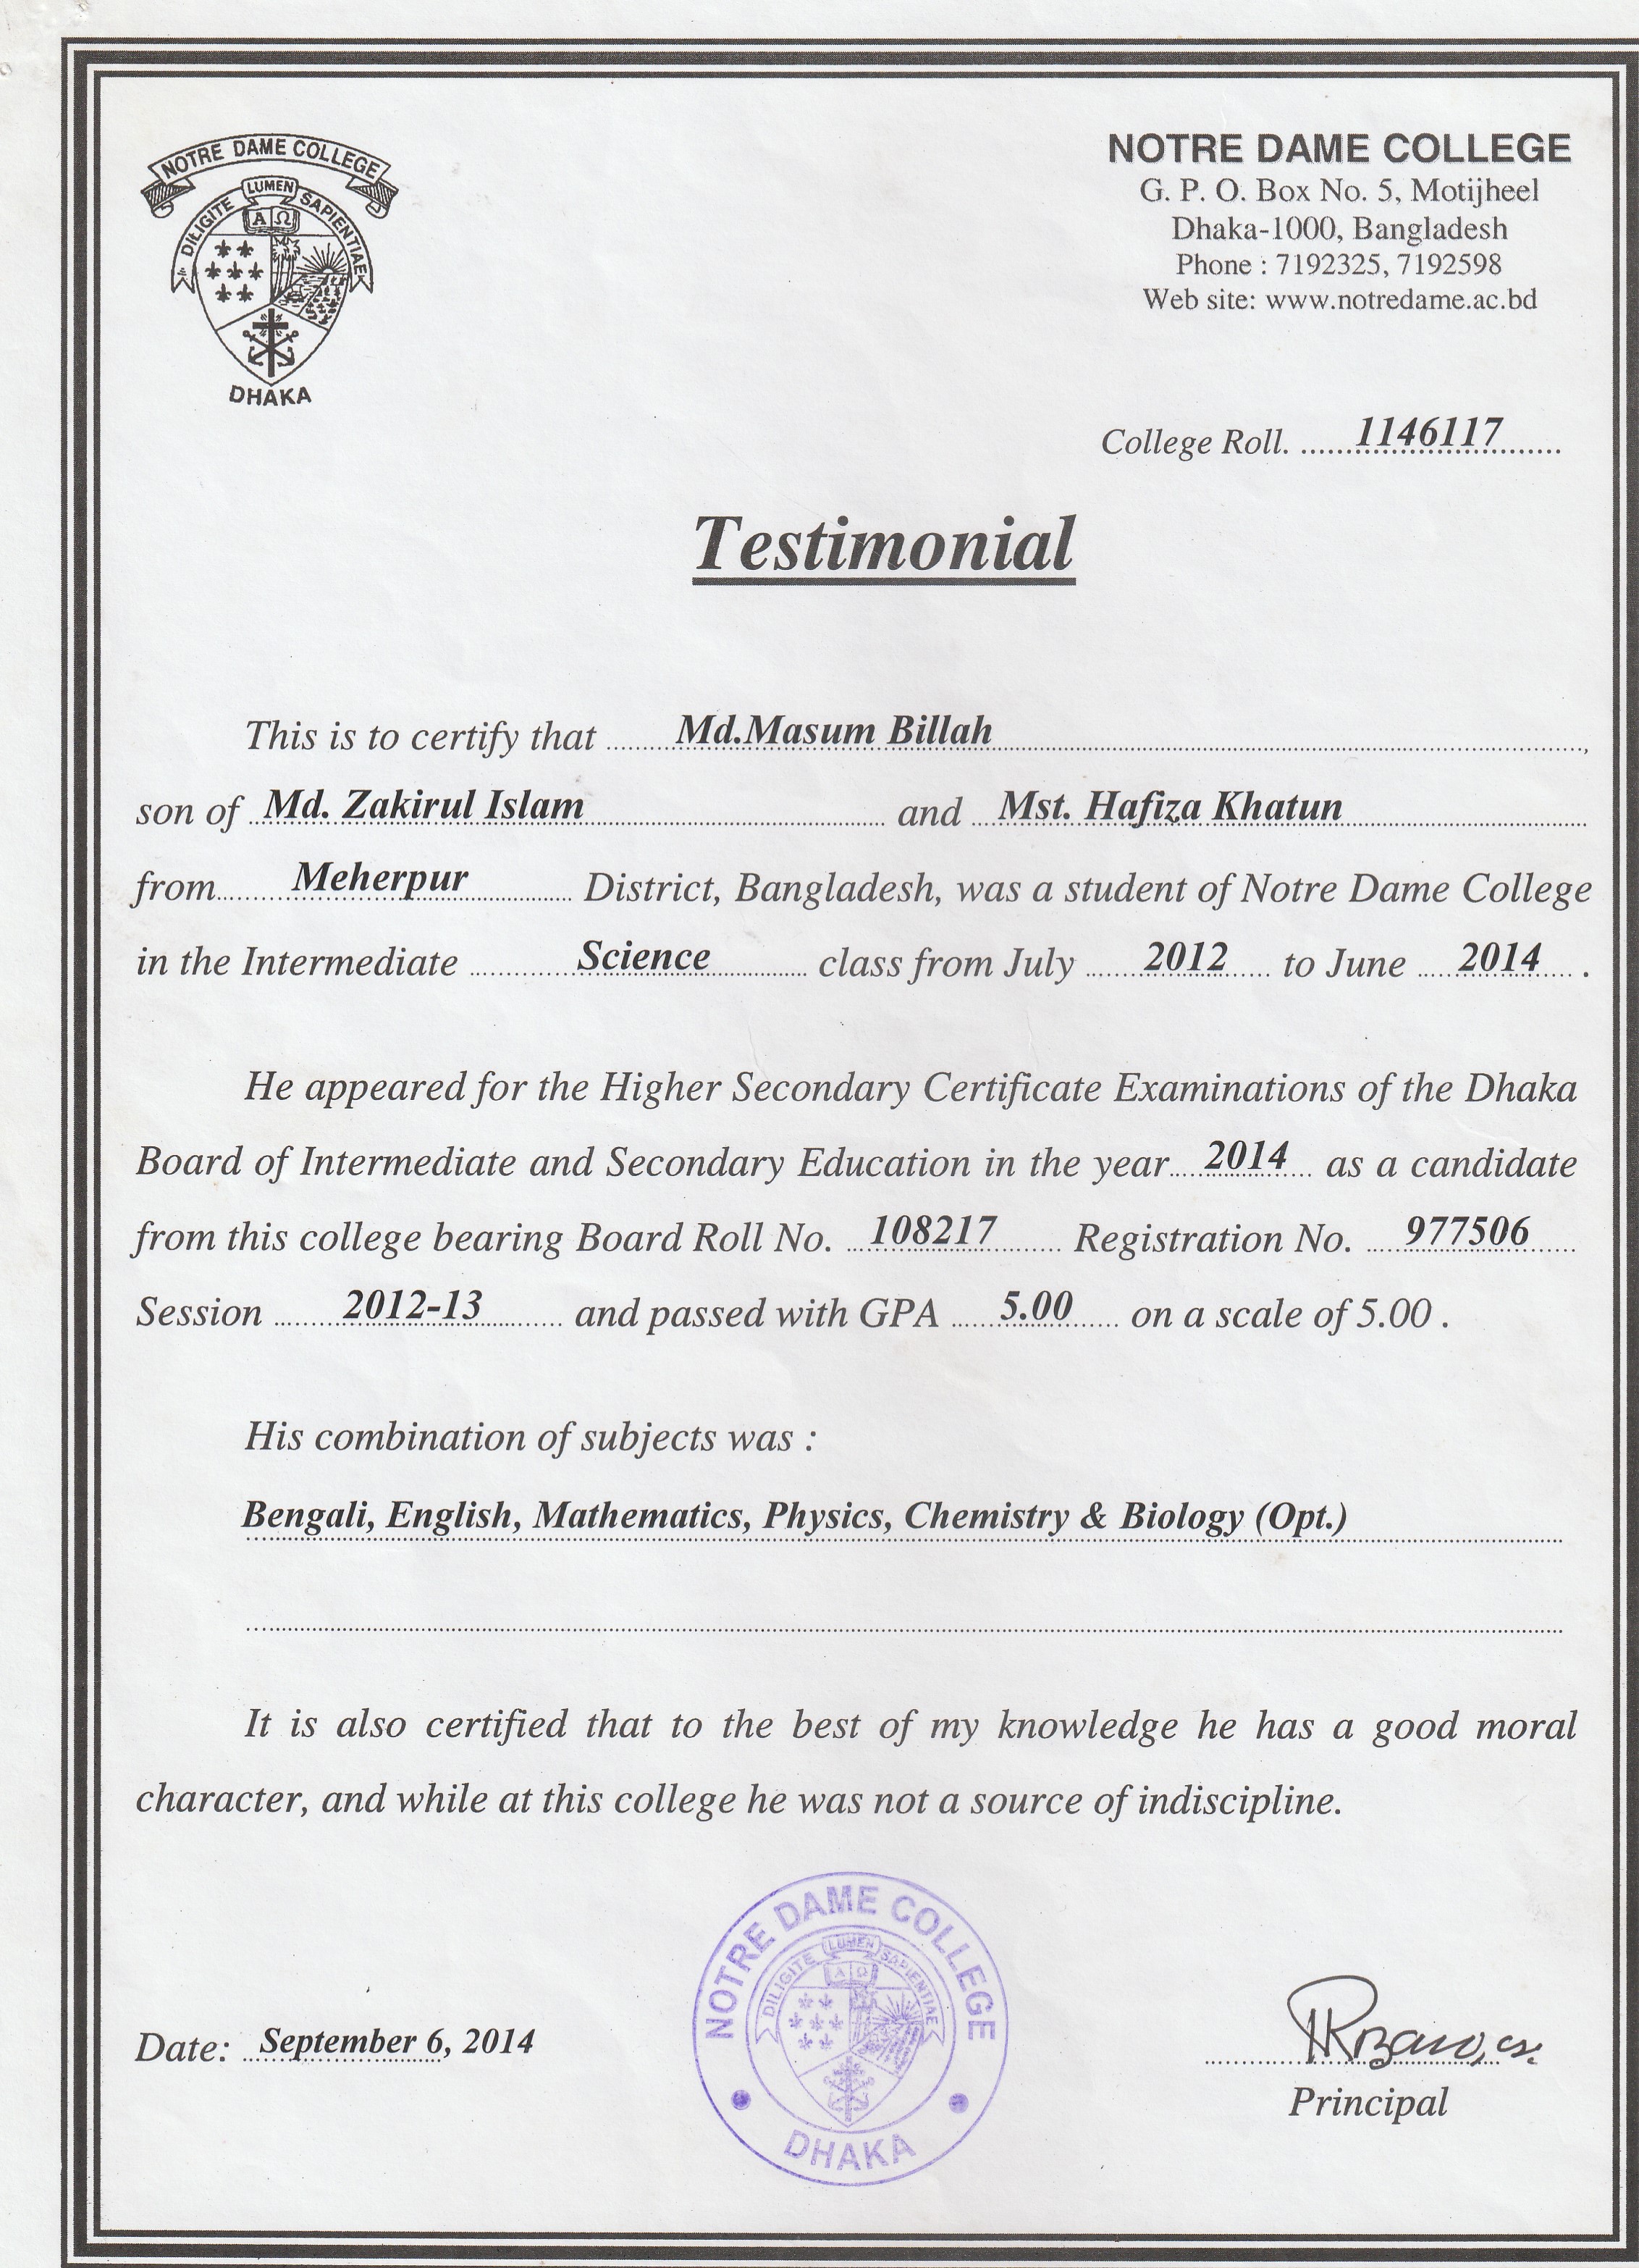 NOTRE DAME COLLEGE
DILIGITE LUMEN SAPIENTIAE
Α Ω
DHAKA
NOTRE DAME COLLEGE
G. P. O. Box No. 5, Motijheel
Dhaka-1000, Bangladesh
Phone : 7192325, 7192598
Web site: www.notredame.ac.bd
College Roll. 1146117
Testimonial
This is to certify that Md.Masum Billah,
son of Md. Zakirul Islam and Mst. Hafiza Khatun
from Meherpur District, Bangladesh, was a student of Notre Dame College
in the Intermediate Science class from July 2012 to June 2014 .
He appeared for the Higher Secondary Certificate Examinations of the Dhaka
Board of Intermediate and Secondary Education in the year 2014 as a candidate
from this college bearing Board Roll No. 108217 Registration No. 977506
Session 2012-13 and passed with GPA 5.00 on a scale of 5.00 .
His combination of subjects was :
Bengali, English, Mathematics, Physics, Chemistry & Biology (Opt.)
It is also certified that to the best of my knowledge he has a good moral
character, and while at this college he was not a source of indiscipline.
NOTRE DAME COLLEGE
DILIGITE LUMEN SAPIENTIAE
Α Ω
DHAKA
Date: September 6, 2014
Principal